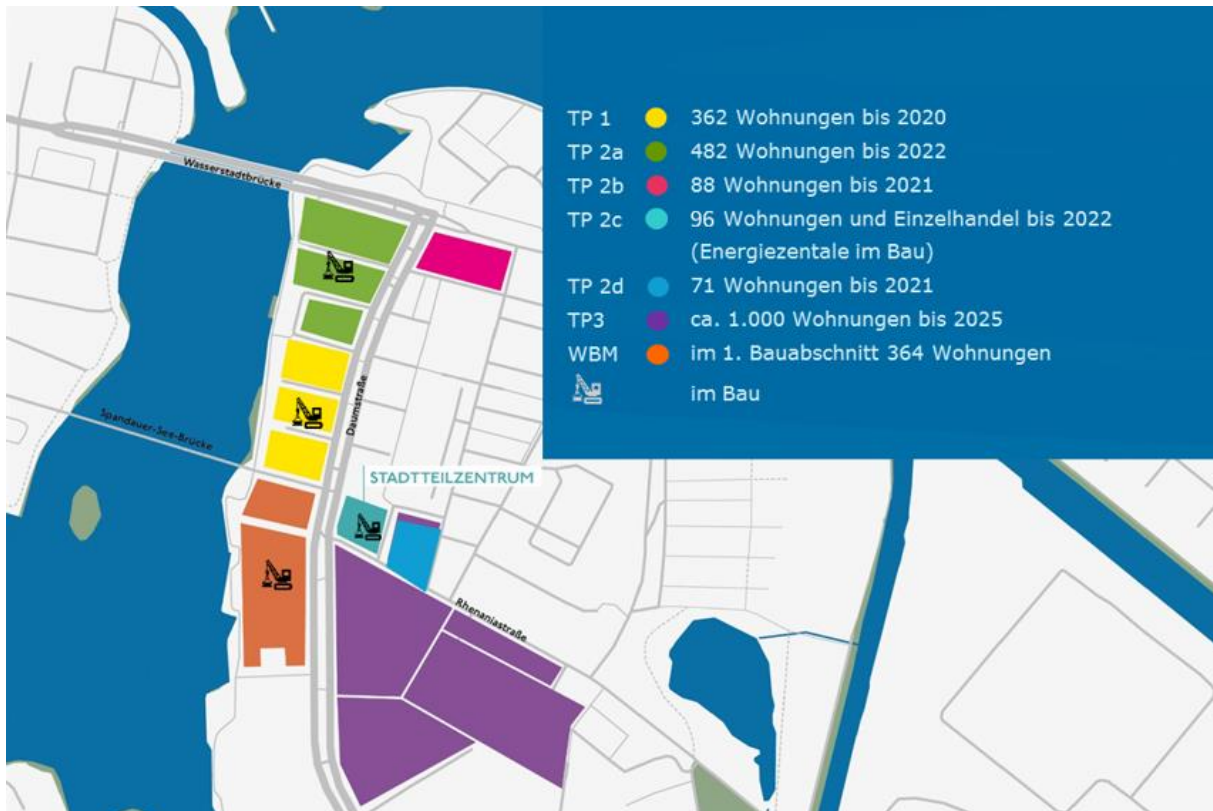 TP 1 362 Wohnungen bis 2020
TP 2a 482 Wohnungen bis 2022
TP 2b 88 Wohnungen bis 2021
TP 2c 96 Wohnungen und Einzelhandel bis 2022
(Energiezentale im Bau)
TP 2d 71 Wohnungen bis 2021
TP3 ca. 1.000 Wohnungen bis 2025
WBM im 1. Bauabschnitt 364 Wohnungen
im Bau
Wasserstadtbrücke
Daumstraße
Spandauer-See-Brücke
STADTTEILZENTRUM
Rhenaniastraße